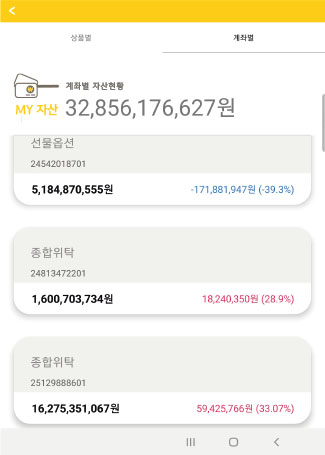 상품별
계좌별
계좌별 자산현황
MY 자산 32,856,176,627원
선물옵션
24542018701
5,184,870,555원 -171,881,947원 (-39.3%)
종합위탁
24813472201
1,600,703,734원 18,240,350원 (28.9%)
종합위탁
25129888601
16,275,351,067원 59,425,766원 (33.07%)